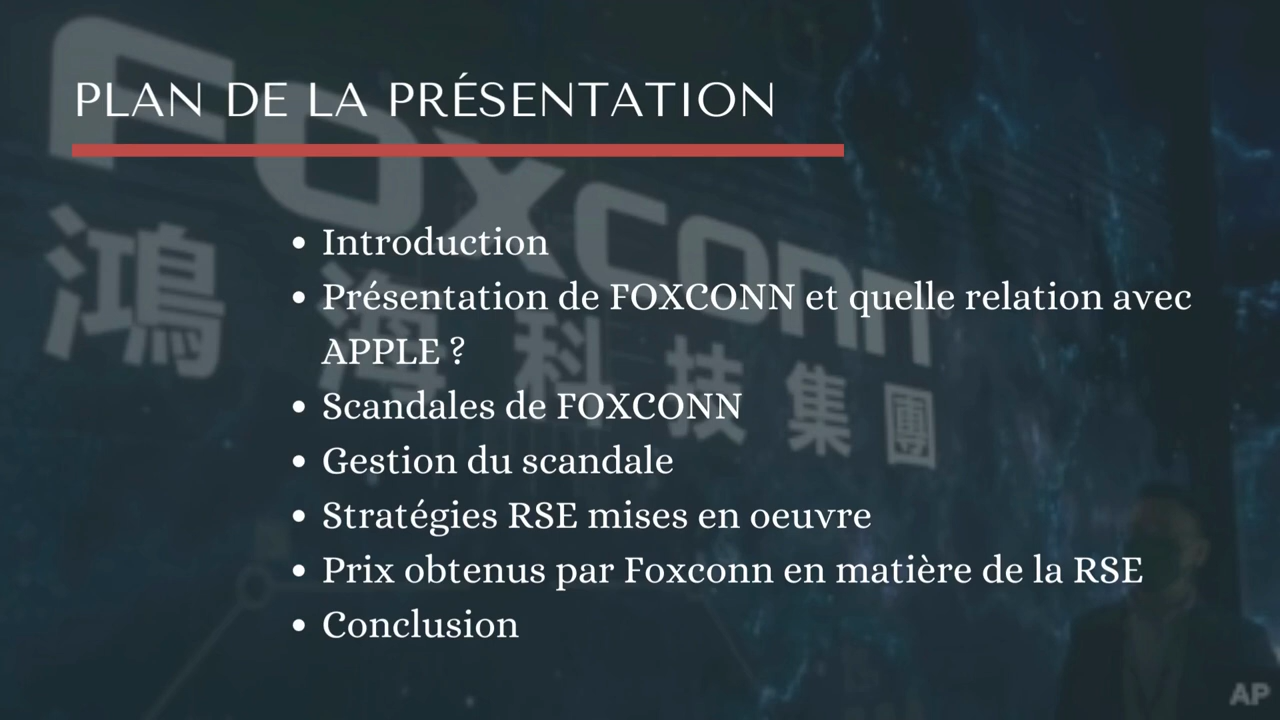 PLAN DE LA PRÉSENTATION
FOXCONN
鴻海科技集團
• Introduction
• Présentation de FOXCONN et quelle relation avec
APPLE ?
• Scandales de FOXCONN
• Gestion du scandale
• Stratégies RSE mises en oeuvre
• Prix obtenus par Foxconn en matière de la RSE
• Conclusion
AP